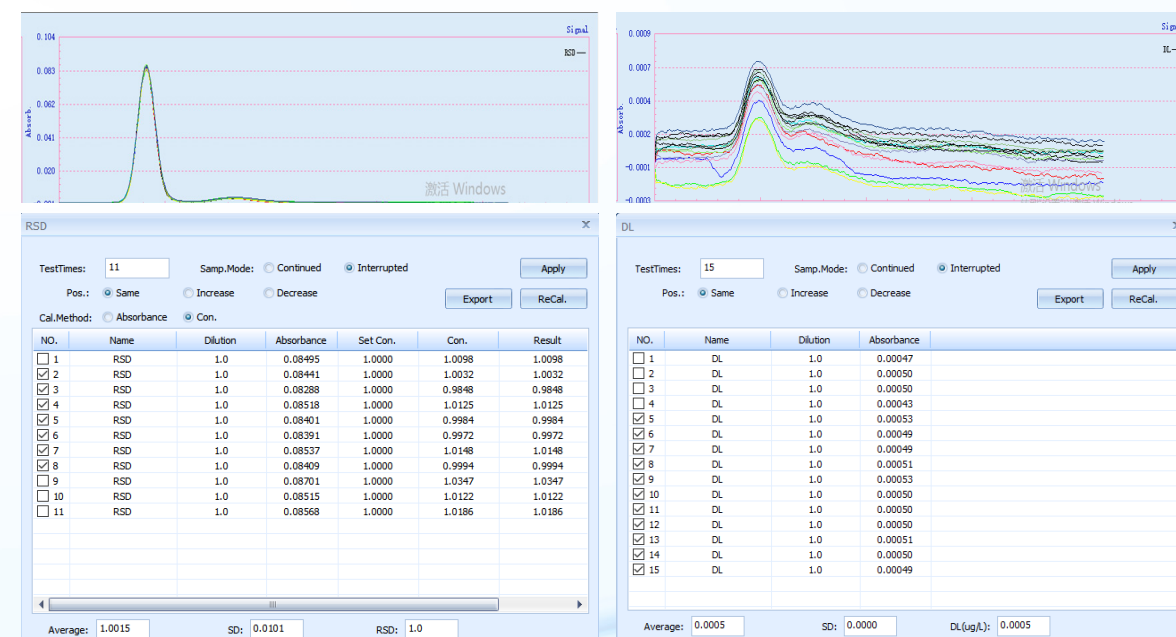 Signal
RSD —
0.104
0.083
0.062
0.041
0.020
Absorb.
激活 Windows
Sign
DL—
0.0009
0.0007
0.0004
0.0002
-0.0001
-0.0003
Absorb.
激活 Windows
RSD x
TestTimes: 11 Samp.Mode: Continued Interrupted Apply
Pos.: Same Increase Decrease Export ReCal.
Cal.Method: Absorbance Con.
NO. Name Dilution Absorbance Set Con. Con. Result
1 RSD 1.0 0.08495 1.0000 1.0098 1.0098
2 RSD 1.0 0.08441 1.0000 1.0032 1.0032
3 RSD 1.0 0.08288 1.0000 0.9848 0.9848
4 RSD 1.0 0.08518 1.0000 1.0125 1.0125
5 RSD 1.0 0.08401 1.0000 0.9984 0.9984
6 RSD 1.0 0.08391 1.0000 0.9972 0.9972
7 RSD 1.0 0.08537 1.0000 1.0148 1.0148
8 RSD 1.0 0.08409 1.0000 0.9994 0.9994
9 RSD 1.0 0.08701 1.0000 1.0347 1.0347
10 RSD 1.0 0.08515 1.0000 1.0122 1.0122
11 RSD 1.0 0.08568 1.0000 1.0186 1.0186
Average: 1.0015 SD: 0.0101 RSD: 1.0
DL
TestTimes: 15 Samp.Mode: Continued Interrupted Apply
Pos.: Same Increase Decrease Export ReCal.
NO. Name Dilution Absorbance
1 DL 1.0 0.00047
2 DL 1.0 0.00050
3 DL 1.0 0.00050
4 DL 1.0 0.00043
5 DL 1.0 0.00053
6 DL 1.0 0.00049
7 DL 1.0 0.00049
8 DL 1.0 0.00051
9 DL 1.0 0.00053
10 DL 1.0 0.00050
11 DL 1.0 0.00050
12 DL 1.0 0.00050
13 DL 1.0 0.00051
14 DL 1.0 0.00050
15 DL 1.0 0.00049
Average: 0.0005 SD: 0.0000 DL(ug/L): 0.0005